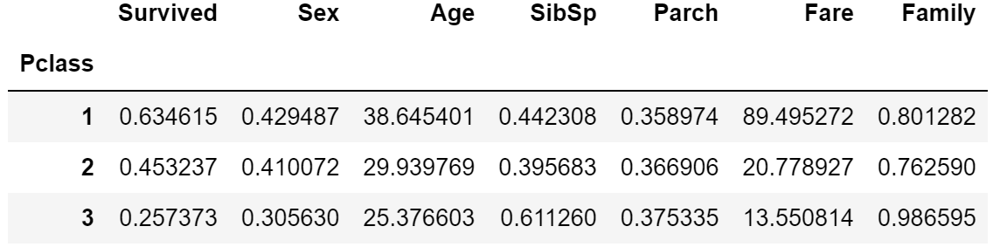 Survived Sex Age SibSp Parch Fare Family
Pclass
1 0.634615 0.429487 38.645401 0.442308 0.358974 89.495272 0.801282
2 0.453237 0.410072 29.939769 0.395683 0.366906 20.778927 0.762590
3 0.257373 0.305630 25.376603 0.611260 0.375335 13.550814 0.986595